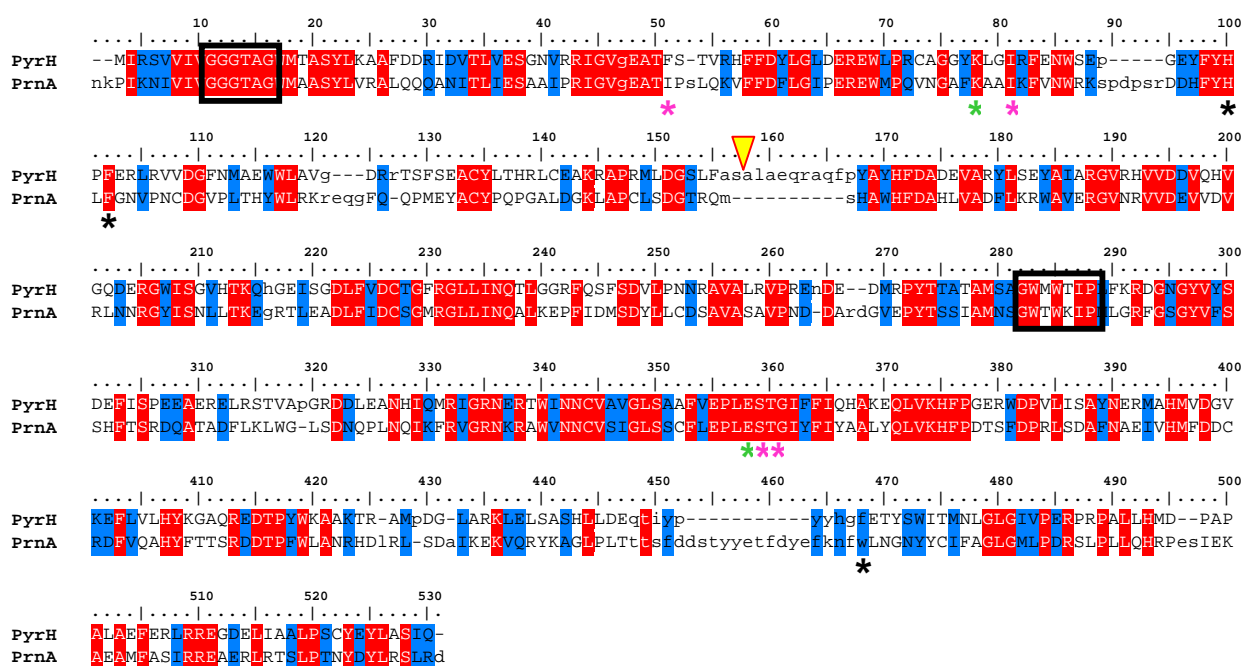 10 20 30 40 50 60 70 80 90 100
PyrH --MIRSVVIVGGGTAGWMTASYLKAAFDDRIDVTLVESGNVRRIGVgEATFSTVRHFFDYLGLDEREWLPRCAGGYKLGIRFENWSEp-----GEYFYH
PrnA nkPIKNIVIVGGGTAGWMAASYLVRALQQQANITLIESAAIPRIGVgEATIPsLQKVFFDFLGIPEREWMPQVNGAFKAAIKFVNWRKspdpsrDDHFYH
* * * *
110 120 130 140 150 160 170 180 190 200
PyrH PFERLRVVDGFNMAEWWLAVg---DRrTSFSEACYLTHRLCEAKRAPRMLDGSLFasalaeqraqfpYAYHFDADEVARYLSEYAIARGVRHVVDDVQHV
PrnA LFGNVPNCDGVPLTHYWLRKreqgFQ-QPMEYACYPQPGALDGKLAPCLSDGTRQm----------sHAWHFDAHLVADFLKRWAVERGVNRVVDEVVDV
*
210 220 230 240 250 260 270 280 290 300
PyrH GQDERGWISGVHTKQhGEISGDLFVDCTGFRGLLINQTLGGRFQSFSDVLPNNRAVALRVPREnDE--DMRPYTTATAMSAGWMWTIPLFKRDGNGYVYS
PrnA RLNNRGYISNLLTKEgRTLEADLFIDCSGMRGLLINQALKEPFIDMSDYLLCDSAVASAVPND-DArdGVEPYTSSIAMNSGWTWKIPMLGRFGSGYVFS
310 320 330 340 350 360 370 380 390 400
PyrH DEFISPEEAERELRSTVApGRDDLEANHIQMRIGRNERTWINNCVAVGLSAAFVEPLESTGIFFIQHAKEQLVKHFPGERWDPVLISAYNERMAHMVDGV
PrnA SHFTSRDQATADFLKLWG-LSDNQPLNQIKFRVGRNKRAWVNNCVSIGLSSCFLEPLESTGIYFIYAALYQLVKHFPDTSFDPRLSDAFNAEIVHMFDDC
* * *
410 420 430 440 450 460 470 480 490 500
PyrH KEFLVLHYKGAQREDTPYWKAAKTR-AMpDG-LARKLELSASHLLDEqtiyp-----------yyhgfETYSWITMNLGLGIVPERPRPALLHMD--PAP
PrnA RDFVQAHYFTTSRDDTPFWLANRHDlRL-SDaIKEKVQRYKAGLPLTttsfddstyyetfdyefknfwLNGNYYCIFAGLGMLPDRSLPLLQHRPesIEK
*
510 520 530
PyrH ALAEFERLRREGDELIAALPSCYEYLASIQ-
PrnA AEAMFASIRREAERLRTSLPTNYDYLRSLRd